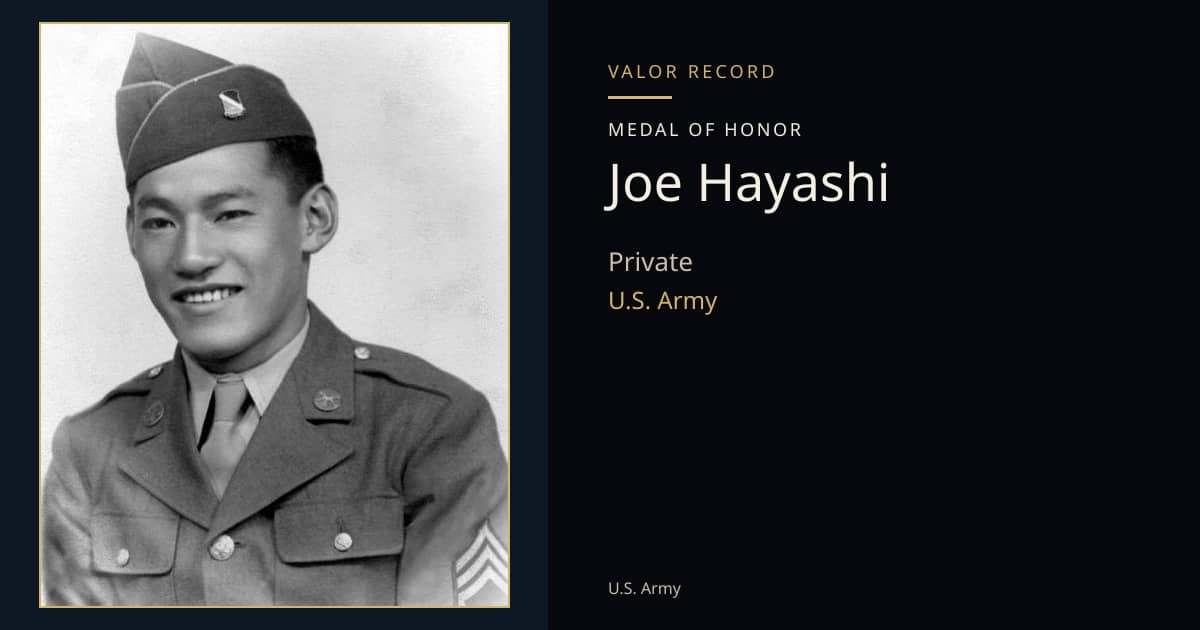 VALOR RECORD
MEDAL OF HONOR
Joe Hayashi
Private
U.S. Army
U.S. Army